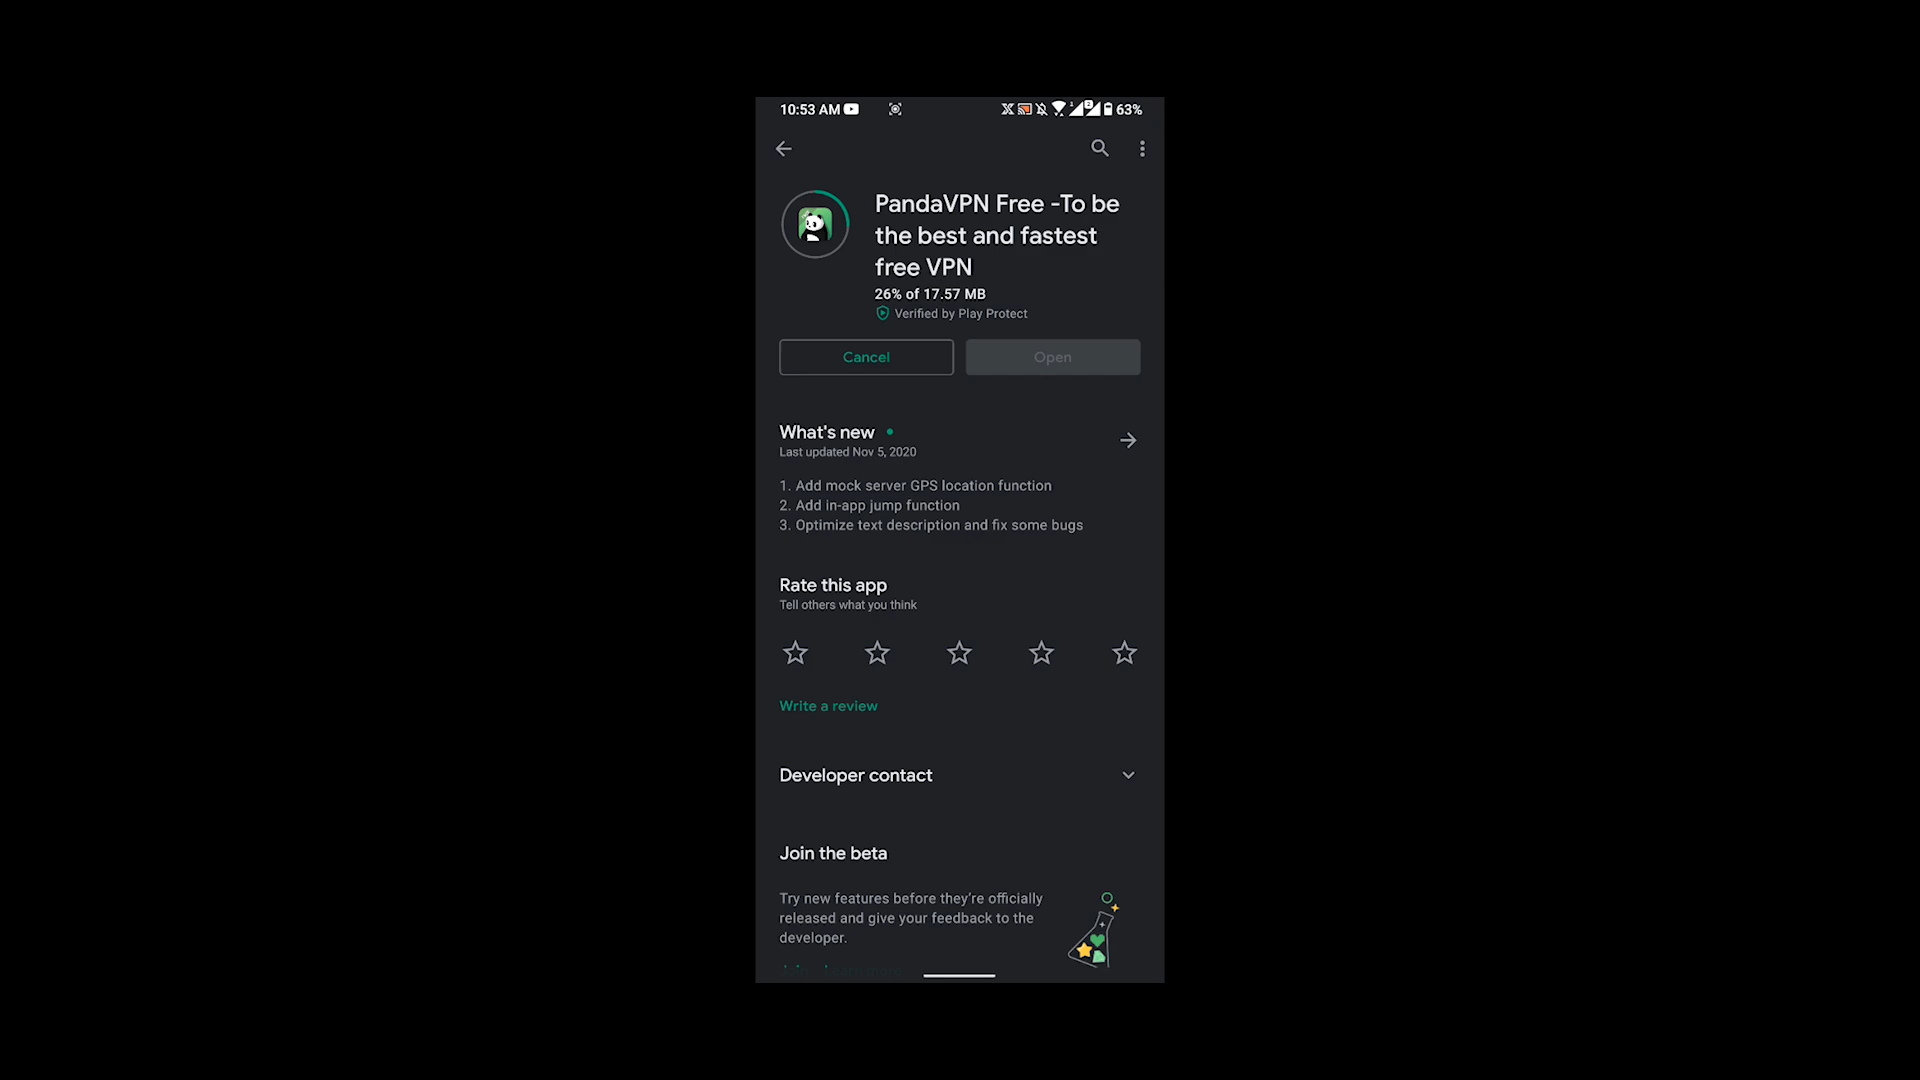 10:53 AM
63%
PandaVPN Free -To be
the best and fastest
free VPN
26% of 17.57 MB
Verified by Play Protect
Cancel
Open
What's new
Last updated Nov 5, 2020
1. Add mock server GPS location function
2. Add in-app jump function
3. Optimize text description and fix some bugs
Rate this app
Tell others what you think
Write a review
Developer contact
Join the beta
Try new features before they're officially
released and give your feedback to the
developer.